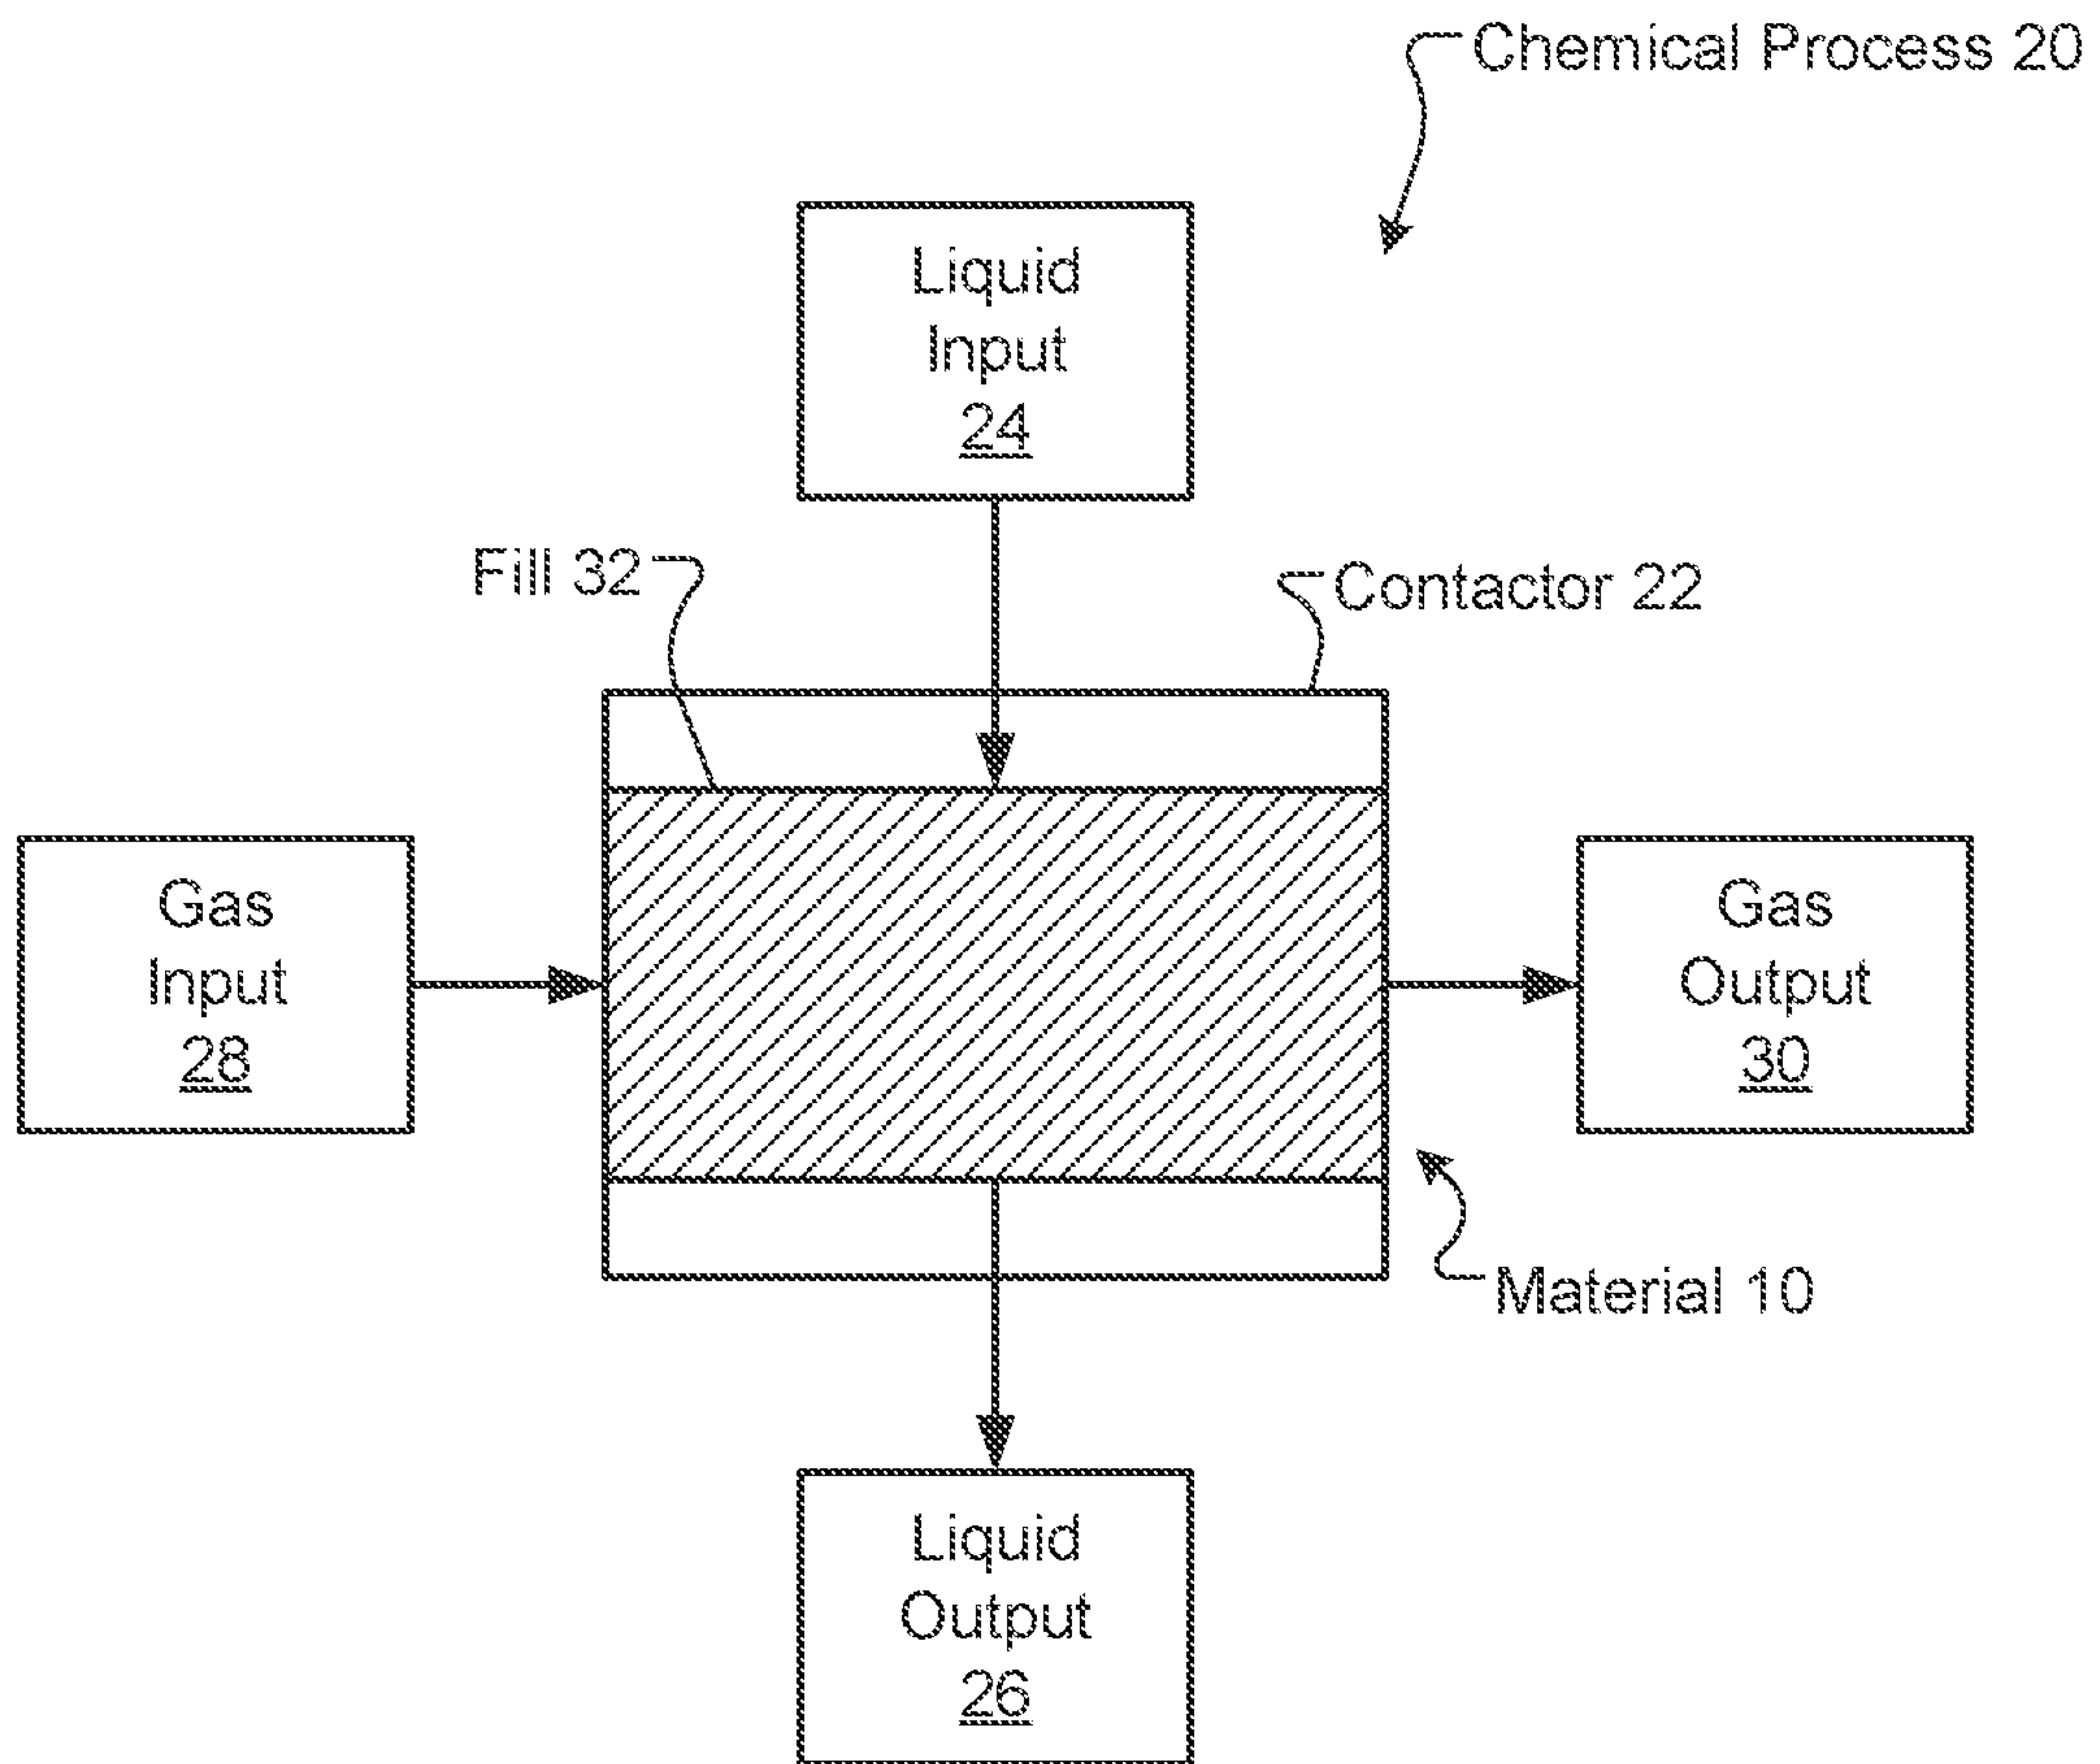 Chemical Process 20
Liquid
Input
24
Fill 32
Contactor 22
Gas
Input
28
Gas
Output
30
Material 10
Liquid
Output
26